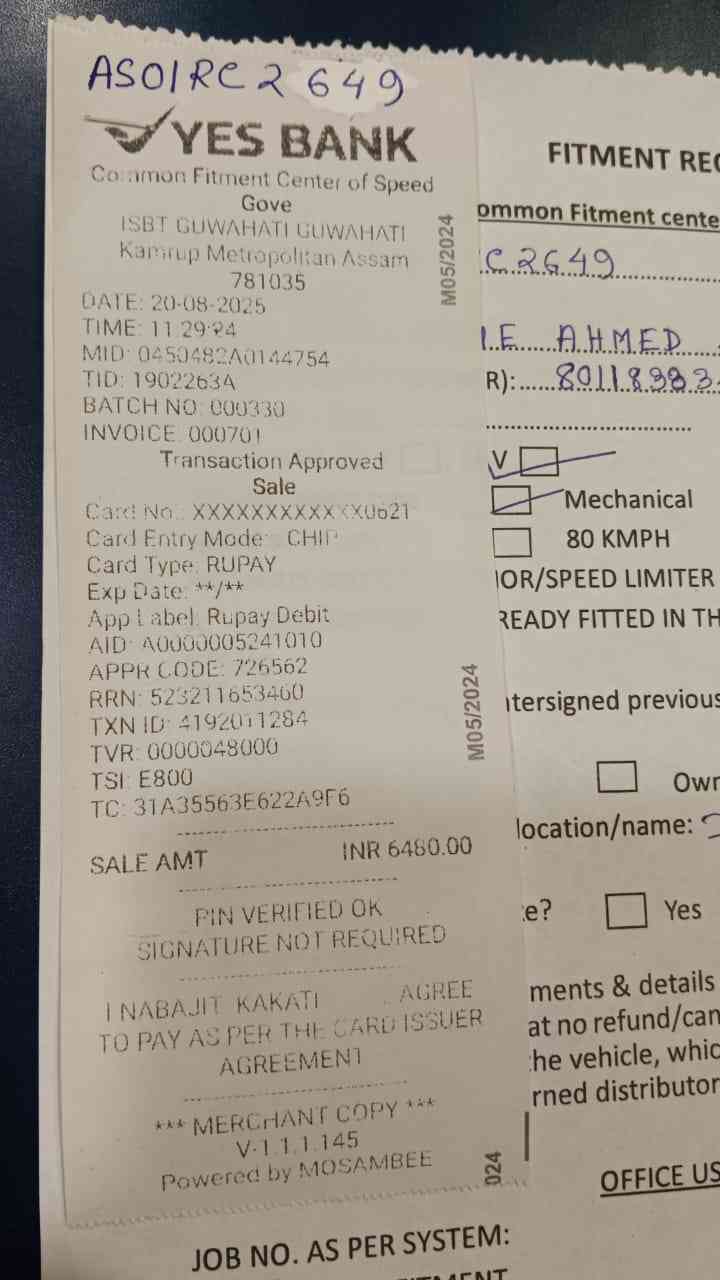 AS01RC2649
YES BANK
Common Fitment Center of Speed
Gove
ISBT GUWAHATI GUWAHATI
Kamrup Metropolitan Assam
781035
DATE: 20-08-2025
TIME: 11:29:24
MID: 0450482A0144754
TID: 1902263A
BATCH NO: 000330
INVOICE: 000701
Transaction Approved
Sale
Card No.: XXXXXXXXXXXX0621
Card Entry Mode: CHIP
Card Type: RUPAY
Exp Date: **/**
App Label: Rupay Debit
AID: A0000005241010
APPR CODE: 726562
RRN: 523211653460
TXN ID: 4192011284
TVR: 0000048000
TSI: E800
TC: 31A35563E622A9F6
SALE AMT INR 6480.00
PIN VERIFIED OK
SIGNATURE NOT REQUIRED
I NABAJIT KAKATI AGREE
TO PAY AS PER THE CARD ISSUER
AGREEMENT
*** MERCHANT COPY ***
V-1.1.1.145
Powered by MOSAMBEE
M05/2024
M05/2024
024
FITMENT REC
ommon Fitment cente
C2649
I.E AHMED
R):
V
Mechanical
80 KMPH
OR/SPEED LIMITER
READY FITTED IN TH
tersigned previous
Own
location/name:
e?
Yes
ments & details
at no refund/can
he vehicle, whic
rned distributor
OFFICE US
JOB NO. AS PER SYSTEM: